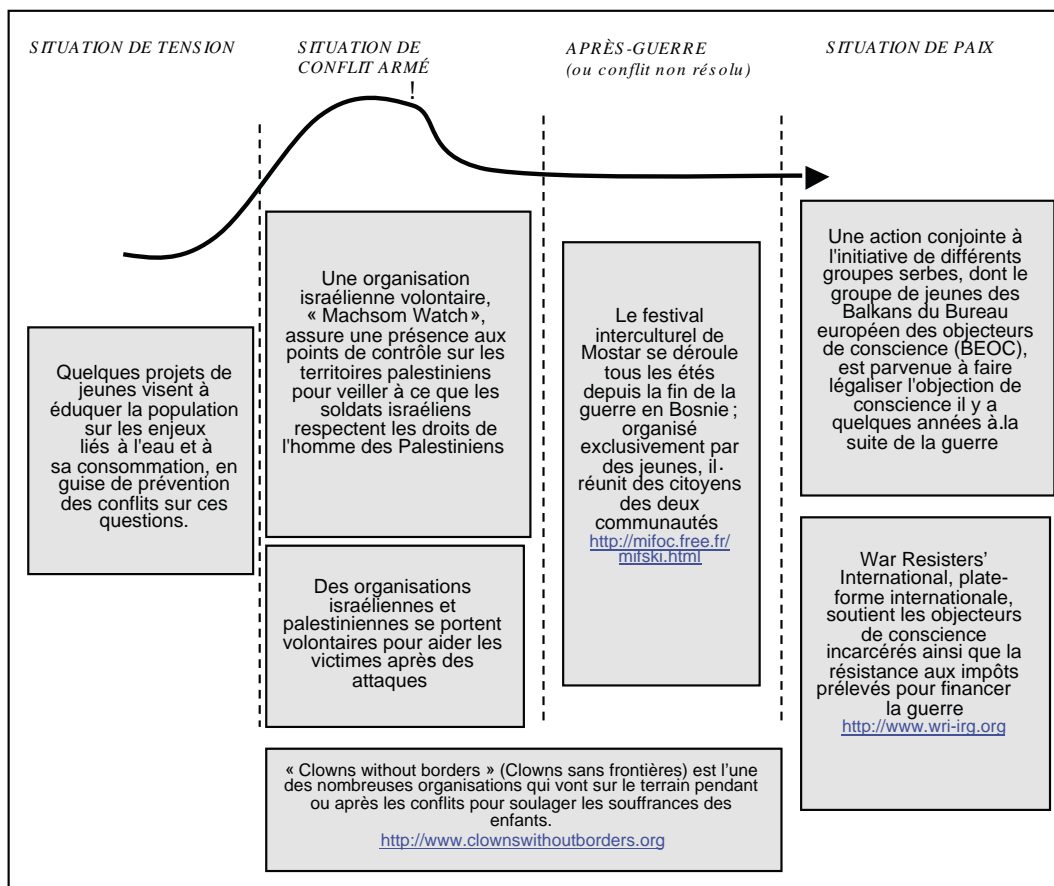 SITUATION DE TENSION
SITUATION DE
CONFLIT ARMÉ
!
APRÈS-GUERRE
(ou conflit non résolu)
SITUATION DE PAIX
Quelques projets de
jeunes visent à
éduquer la population
sur les enjeux
liés à l'eau et à
sa consommation, en
guise de prévention
des conflits sur ces
questions.
Une organisation
israélienne volontaire,
« Machsom Watch»,
assure une présence aux
points de contrôle sur les
territoires palestiniens
pour veiller à ce que les
soldats israéliens
respectent les droits de
l'homme des Palestiniens
Des organisations
israéliennes et
palestiniennes se portent
volontaires pour aider les
victimes après des
attaques
Le festival
interculturel de
Mostar se déroule
tous les étés
depuis la fin de la
guerre en Bosnie ;
organisé
exclusivement par
des jeunes, il
réunit des citoyens
des deux
communautés
http://mifoc.free.fr/
mifski.html
« Clowns without borders » (Clowns sans frontières) est l'une
des nombreuses organisations qui vont sur le terrain pendant
ou après les conflits pour soulager les souffrances des
enfants.
http://www.clownswithoutborders.org
Une action conjointe à
l'initiative de différents
groupes serbes, dont le
groupe de jeunes des
Balkans du Bureau
européen des objecteurs
de conscience (BEOC),
est parvenue à faire
légaliser l'objection de
conscience il y a
quelques années à.la
suite de la guerre
War Resisters'
International, plate-
forme internationale,
soutient les objecteurs
de conscience
incarcérés ainsi que la
résistance aux impôts
prélevés pour financer
la guerre
http://www.wri-irg.org